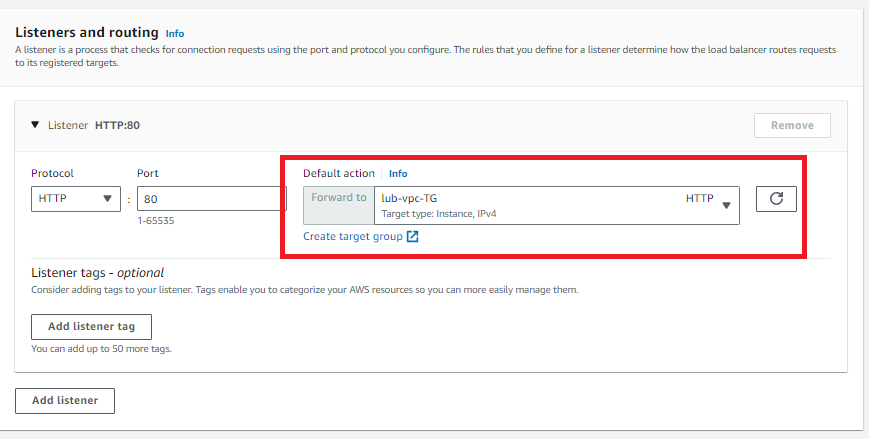 Listeners and routing Info
A listener is a process that checks for connection requests using the port and protocol you configure. The rules that you define for a listener determine how the load balancer routes requests
to its registered targets.
Listener HTTP:80
Remove
Protocol
Port
Default action Info
HTTP
:
80
Forward to
lub-vpc-TG
Target type: Instance, IPv4
HTTP
1-65535
Create target group
Listener tags - optional
Consider adding tags to your listener. Tags enable you to categorize your AWS resources so you can more easily manage them.
Add listener tag
You can add up to 50 more tags.
Add listener